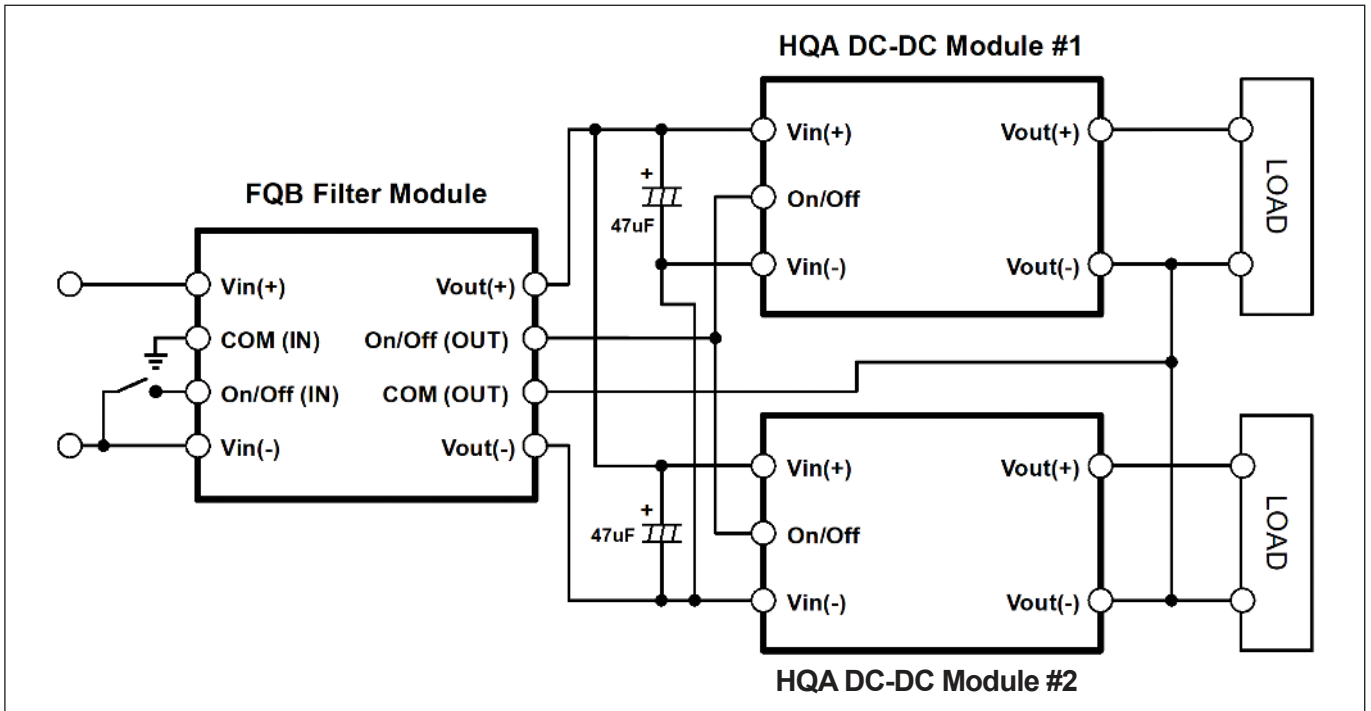 HQA DC-DC Module #1
Vin(+)
Vout(+)
On/Off
Vin(-)
Vout(-)
LOAD
+
47uF
FQB Filter Module
Vin(+)
Vout(+)
COM (IN)
On/Off (OUT)
On/Off (IN)
COM (OUT)
Vin(-)
Vout(-)
+
47uF
Vin(+)
Vout(+)
On/Off
Vin(-)
Vout(-)
LOAD
HQA DC-DC Module #2